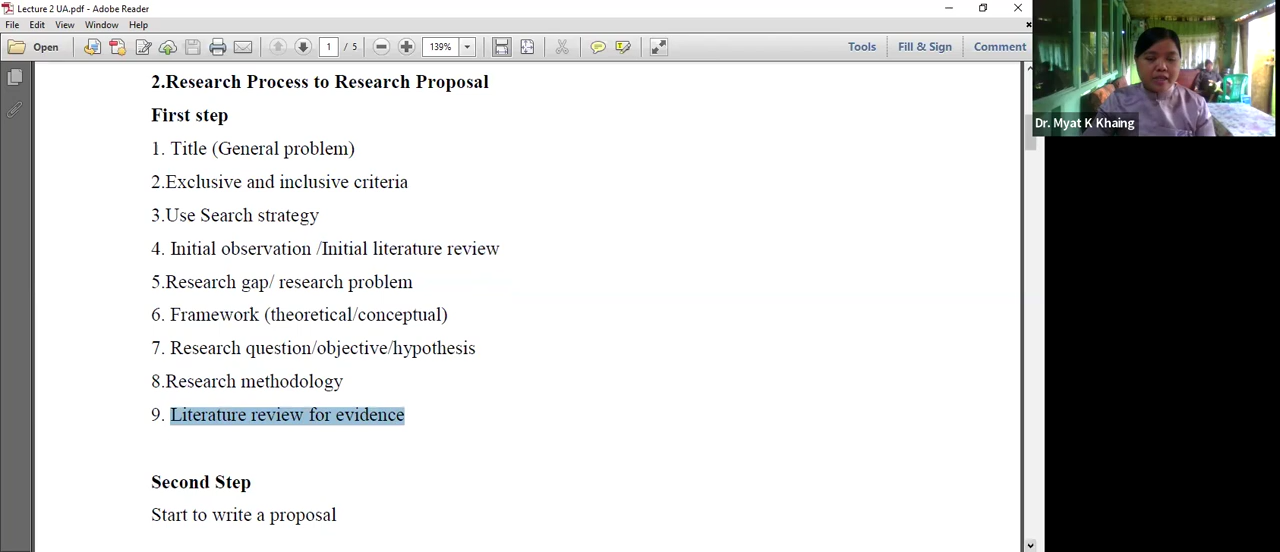 Lecture 2 UA.pdf - Adobe Reader
File Edit View Window Help
Open 1 / 5 139% Tools Fill & Sign Comment
2.Research Process to Research Proposal
First step
1. Title (General problem)
2.Exclusive and inclusive criteria
3.Use Search strategy
4. Initial observation /Initial literature review
5.Research gap/ research problem
6. Framework (theoretical/conceptual)
7. Research question/objective/hypothesis
8.Research methodology
9. Literature review for evidence
Second Step
Start to write a proposal
Dr. Myat K Khaing